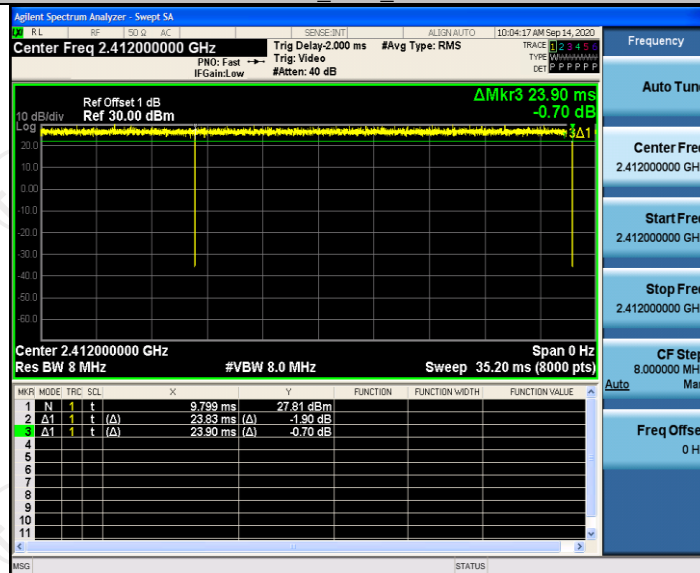 Agilent Spectrum Analyzer - Swept SA
RL RF 50 Ω AC SENSE:INT ALIGN AUTO 10:04:17 AM Sep 14, 2020
Center Freq 2.412000000 GHz
Trig Delay-2.000 ms #Avg Type: RMS
TRACE 1 2 3 4 5 6
PNO: Fast Trig: Video
TYPE WWWWWW
IFGain:Low #Atten: 40 dB
DET P P P P P P
ΔMkr3 23.90 ms
-0.70 dB
Ref Offset 1 dB
10 dB/div Ref 30.00 dBm
Log
3Δ1
20.0
10.0
0.00
-10.0
-20.0
-30.0
-40.0
-50.0
-60.0
Center 2.412000000 GHz Span 0 Hz
Res BW 8 MHz #VBW 8.0 MHz Sweep 35.20 ms (8000 pts)
MKR MODE TRC SCL X Y FUNCTION FUNCTION WIDTH FUNCTION VALUE
1 N 1 t 9.799 ms 27.81 dBm
2 Δ1 1 t (Δ) 23.83 ms (Δ) -1.90 dB
3 Δ1 1 t (Δ) 23.90 ms (Δ) -0.70 dB
4
5
6
7
8
9
10
11
MSG STATUS
Frequency
Auto Tun
Center Fre
2.412000000 GH
Start Fre
2.412000000 GH
Stop Fre
2.412000000 GH
CF Step
8.000000 MH
Auto Ma
Freq Offse
0 H